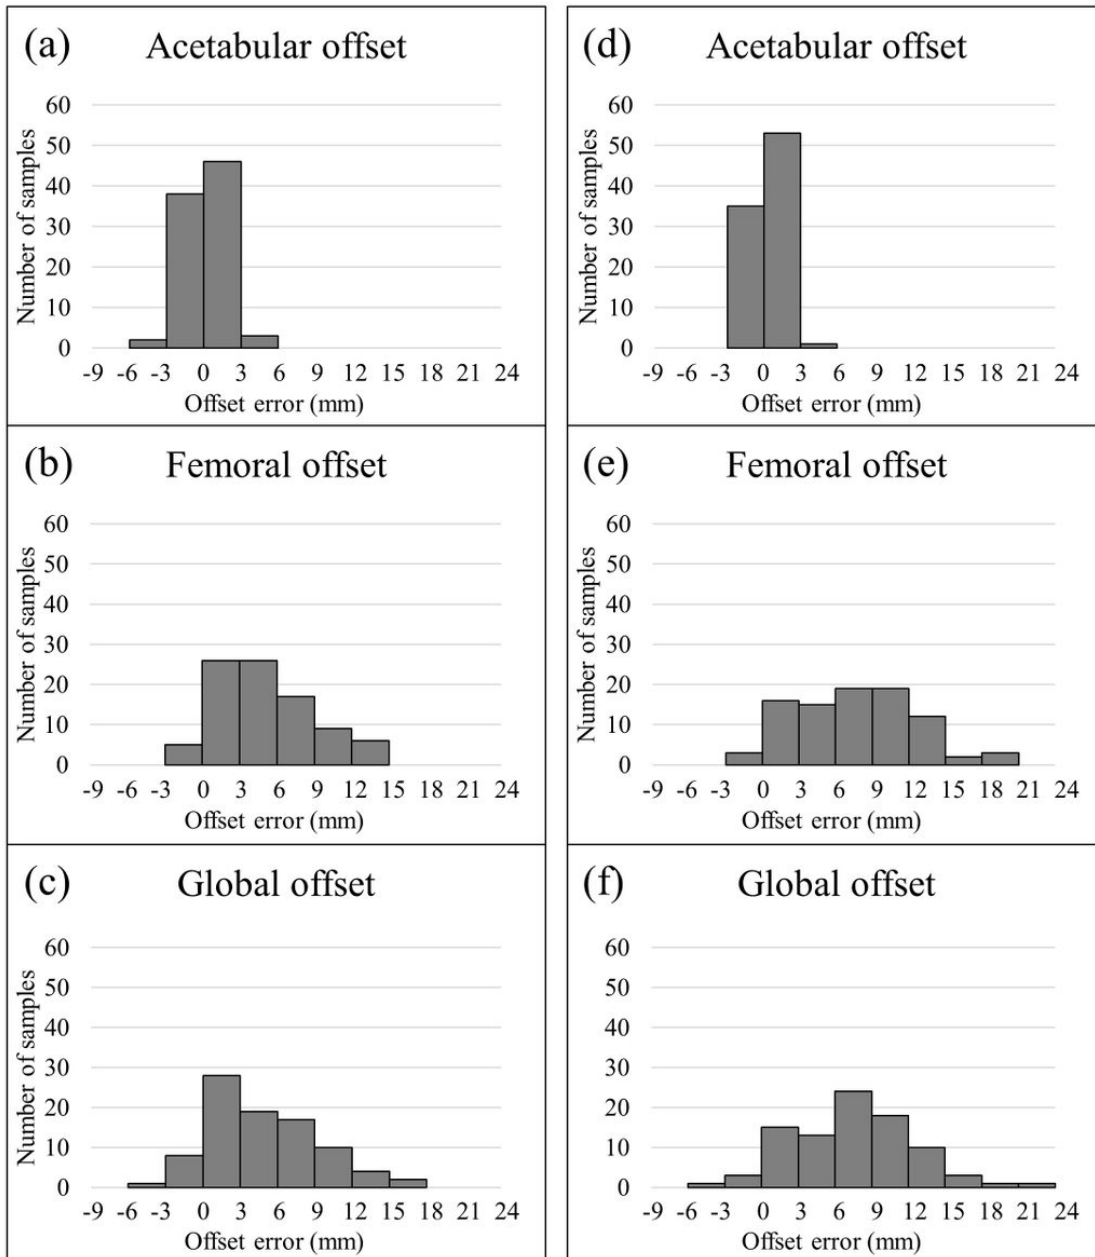 (a) Acetabular offset
Number of samples
60
50
40
30
20
10
0
-9 -6 -3 0 3 6 9 12 15 18 21 24
Offset error (mm)
(d) Acetabular offset
Number of samples
60
50
40
30
20
10
0
-9 -6 -3 0 3 6 9 12 15 18 21 24
Offset error (mm)
(b) Femoral offset
Number of samples
60
50
40
30
20
10
0
-9 -6 -3 0 3 6 9 12 15 18 21 24
Offset error (mm)
(e) Femoral offset
Number of samples
60
50
40
30
20
10
0
-9 -6 -3 0 3 6 9 12 15 18 21 24
Offset error (mm)
(c) Global offset
Number of samples
60
50
40
30
20
10
0
-9 -6 -3 0 3 6 9 12 15 18 21 24
Offset error (mm)
(f) Global offset
Number of samples
60
50
40
30
20
10
0
-9 -6 -3 0 3 6 9 12 15 18 21 24
Offset error (mm)